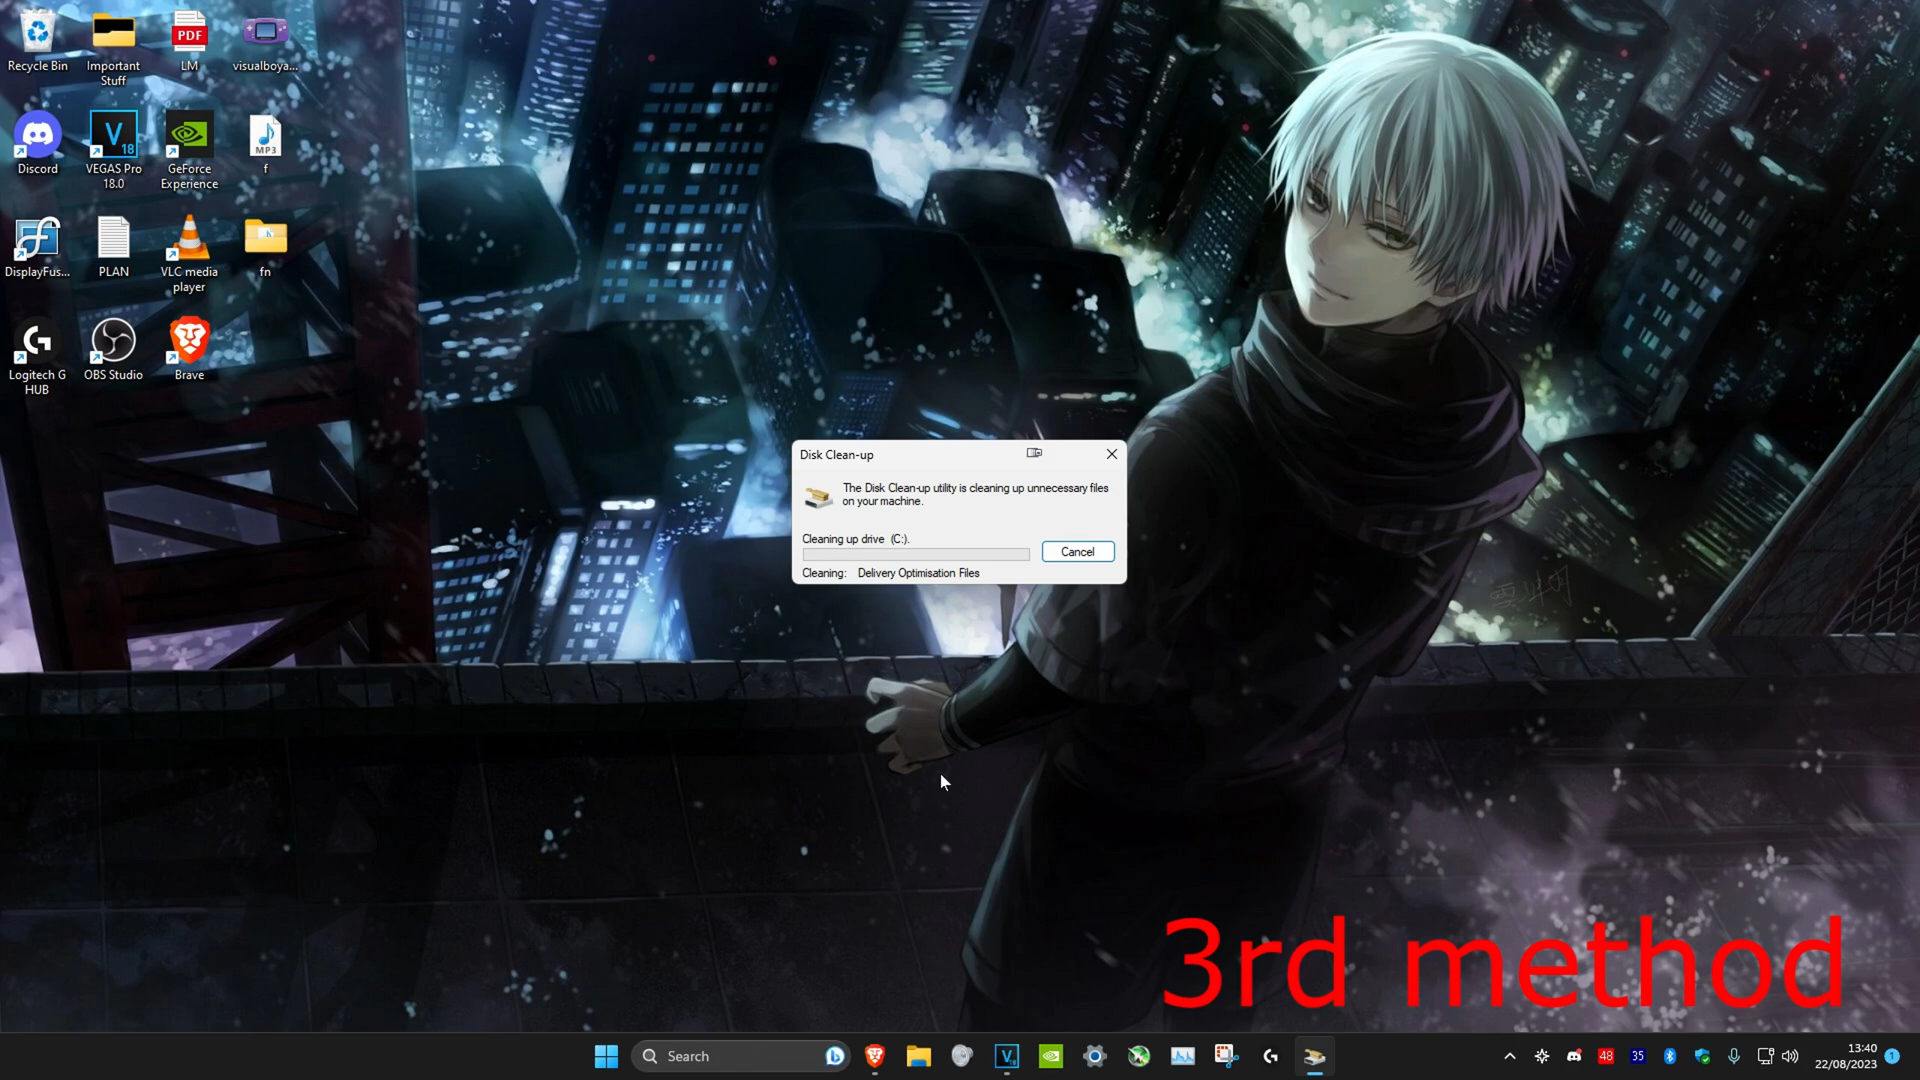 Recycle Bin
Important
Stuff
LM
visualboya...
PDF
Discord
VEGAS Pro
18.0
V
18
GeForce
Experience
MP3
f
DisplayFus...
PLAN
VLC media
player
fn
Logitech G
HUB
OBS Studio
Brave
Disk Clean-up
The Disk Clean-up utility is cleaning up unnecessary files
on your machine.
Cleaning up drive (C:).
Cancel
Cleaning: Delivery Optimisation Files
3rd method
Search
48
35
13:40
22/08/2023
1